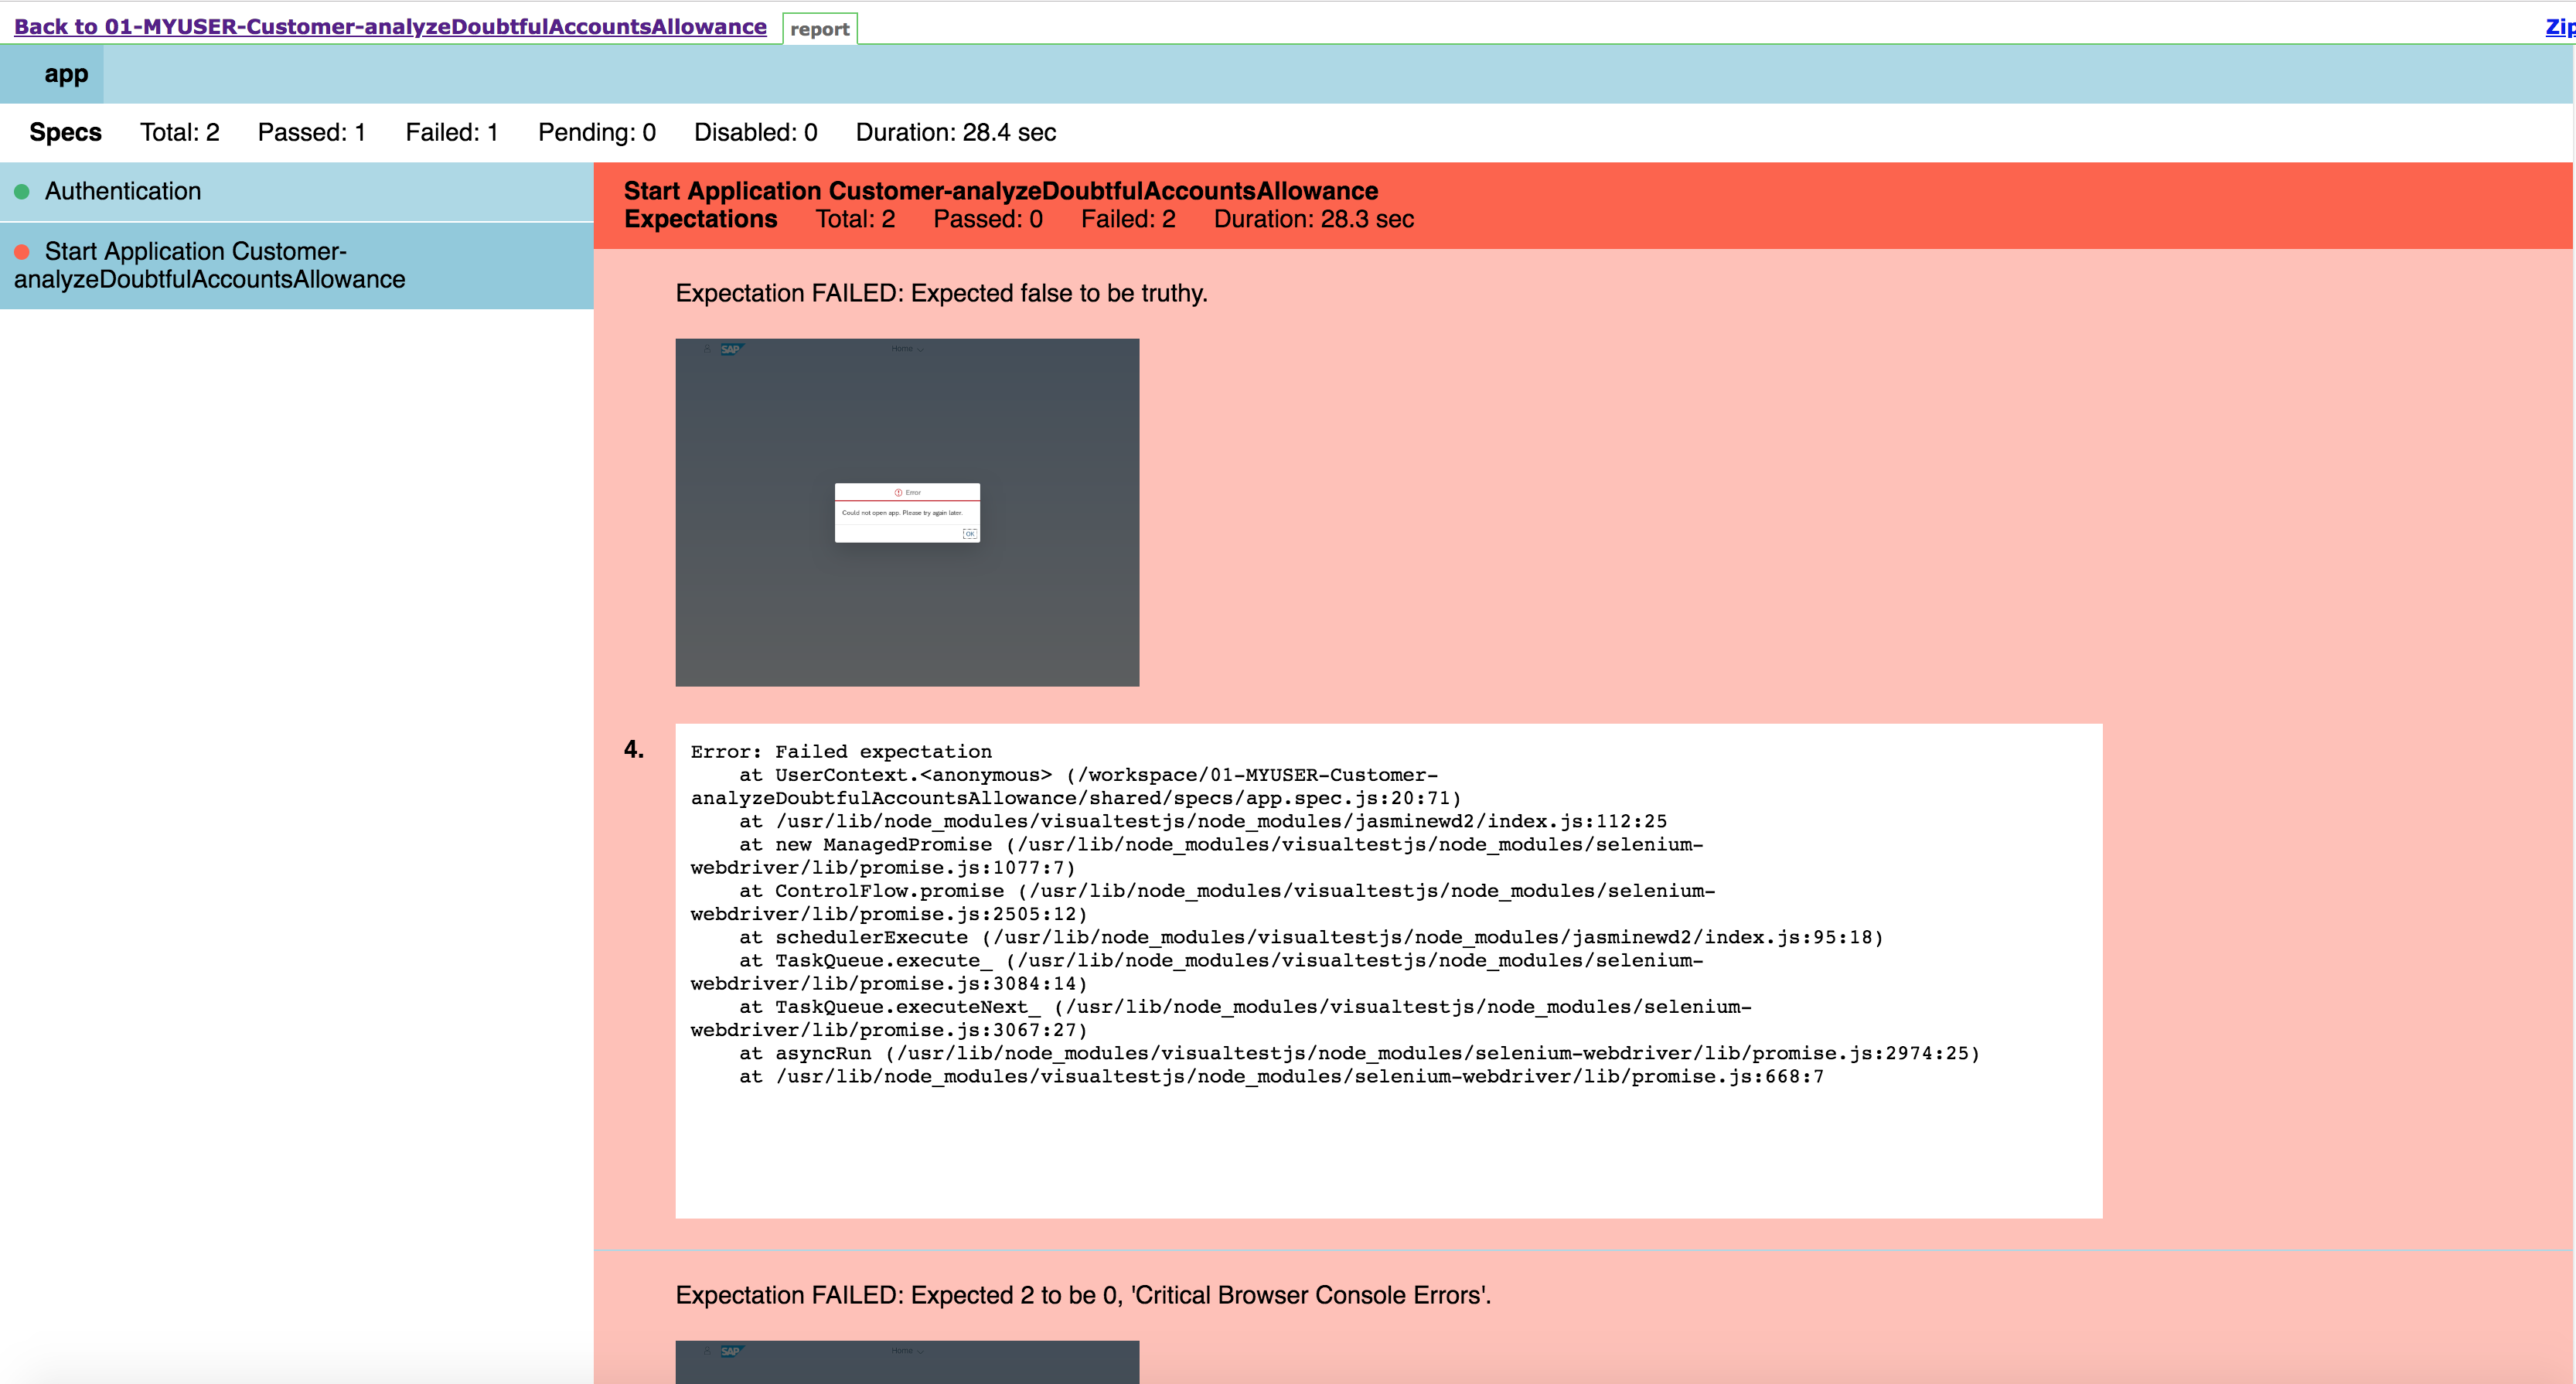 Back to 01-MYUSER-Customer-analyzeDoubtfulAccountsAllowance report Zip
app
Specs Total: 2 Passed: 1 Failed: 1 Pending: 0 Disabled: 0 Duration: 28.4 sec
Authentication
Start Application Customer-
analyzeDoubtfulAccountsAllowance
Start Application Customer-analyzeDoubtfulAccountsAllowance
Expectations Total: 2 Passed: 0 Failed: 2 Duration: 28.3 sec
Expectation FAILED: Expected false to be truthy.
SAP Home
Error
Could not open app. Please try again later.
OK
4.
Error: Failed expectation
at UserContext.<anonymous> (/workspace/01-MYUSER-Customer-
analyzeDoubtfulAccountsAllowance/shared/specs/app.spec.js:20:71)
at /usr/lib/node_modules/visualtestjs/node_modules/jasminewd2/index.js:112:25
at new ManagedPromise (/usr/lib/node_modules/visualtestjs/node_modules/selenium-
webdriver/lib/promise.js:1077:7)
at ControlFlow.promise (/usr/lib/node_modules/visualtestjs/node_modules/selenium-
webdriver/lib/promise.js:2505:12)
at schedulerExecute (/usr/lib/node_modules/visualtestjs/node_modules/jasminewd2/index.js:95:18)
at TaskQueue.execute_ (/usr/lib/node_modules/visualtestjs/node_modules/selenium-
webdriver/lib/promise.js:3084:14)
at TaskQueue.executeNext_ (/usr/lib/node_modules/visualtestjs/node_modules/selenium-
webdriver/lib/promise.js:3067:27)
at asyncRun (/usr/lib/node_modules/visualtestjs/node_modules/selenium-webdriver/lib/promise.js:2974:25)
at /usr/lib/node_modules/visualtestjs/node_modules/selenium-webdriver/lib/promise.js:668:7
Expectation FAILED: Expected 2 to be 0, 'Critical Browser Console Errors'.
SAP Home